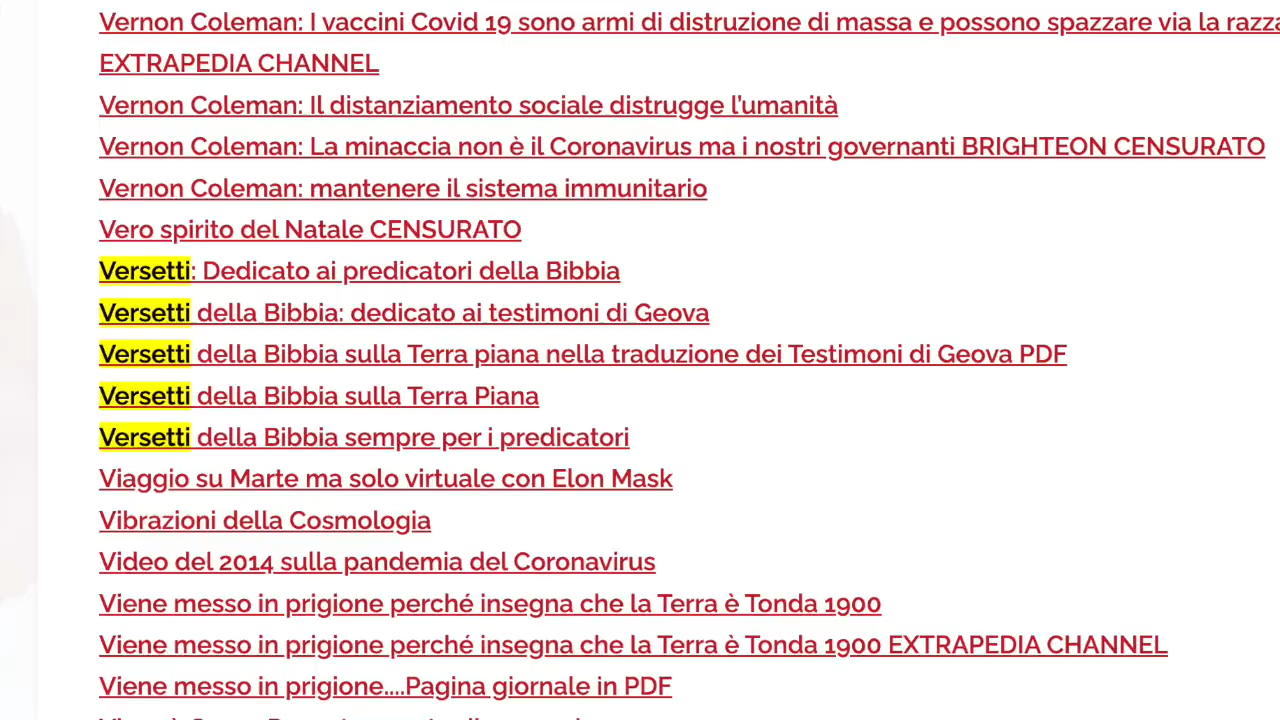 Vernon Coleman: I vaccini Covid 19 sono armi di distruzione di massa e possono spazzare via la
EXTRAPEDIA CHANNEL
Vernon Coleman: Il distanziamento sociale distrugge l'umanità
Vernon Coleman: La minaccia non è il Coronavirus ma i nostri governanti BRIGHTEON CENSURATO
Vernon Coleman: mantenere il sistema immunitario
Vero spirito del Natale CENSURATO
Versetti: Dedicato ai predicatori della Bibbia
Versetti della Bibbia: dedicato ai testimoni di Geova
Versetti della Bibbia sulla Terra piana nella traduzione dei Testimoni di Geova PDF
Versetti della Bibbia sulla Terra Piana
Versetti della Bibbia sempre per i predicatori
Viaggio su Marte ma solo virtuale con Elon Mask
Vibrazioni della Cosmologia
Video del 2014 sulla pandemia del Coronavirus
Viene messo in prigione perché insegna che la Terra è Tonda 1900
Viene messo in prigione perché insegna che la Terra è Tonda 1900 EXTRAPEDIA CHANNEL
Viene messo in prigione....Pagina giornale in PDF